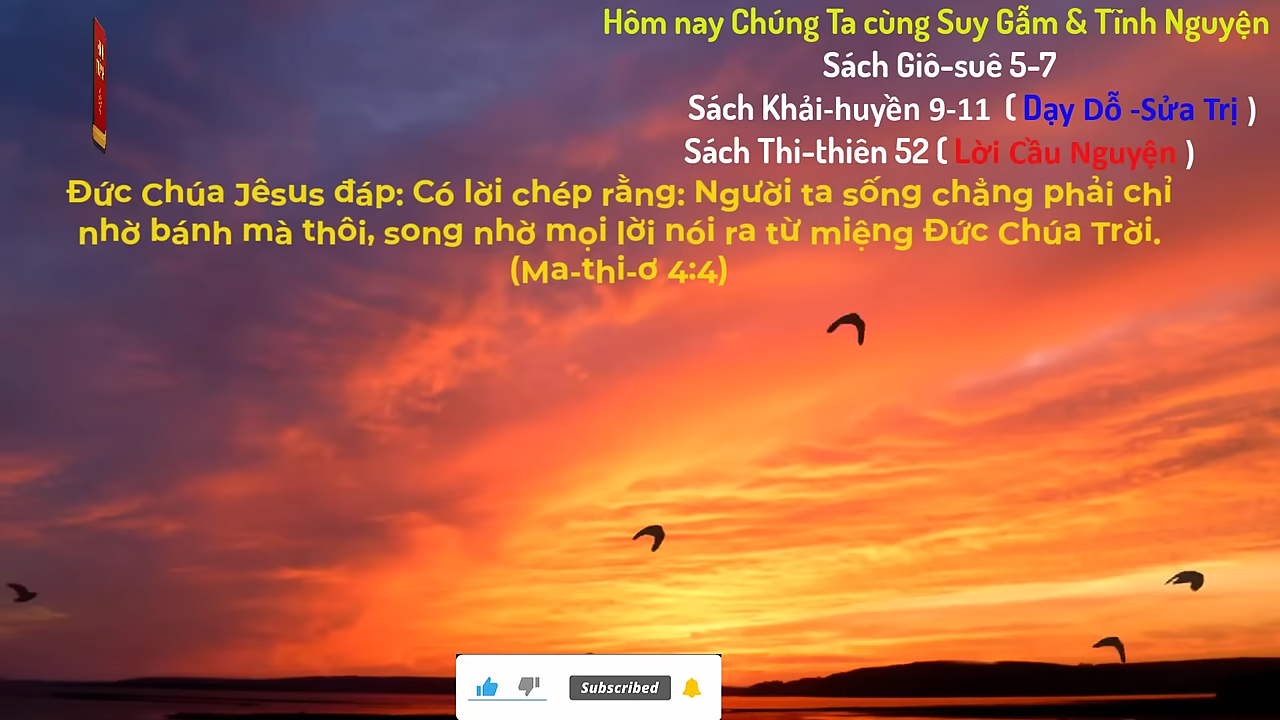 Hôm nay Chúng Ta cùng Suy Gẫm & Tĩnh Nguyện
Sách Giô-suê 5-7
Sách Khải-huyền 9-11 ( Dạy Dỗ -Sửa Trị )
Sách Thi-thiên 52 ( Lời Cầu Nguyện )
Đức Chúa Jêsus đáp: Có lời chép rằng: Người ta sống chẳng phải chỉ
nhờ bánh mà thôi, song nhờ mọi lời nói ra từ miệng Đức Chúa Trời.
(Ma-thi-ơ 4:4)
Subscribed